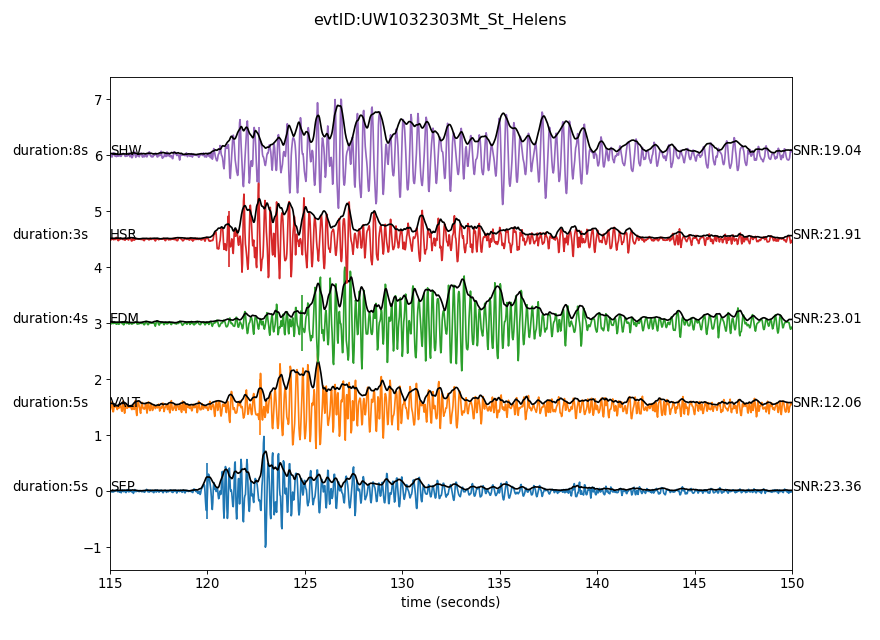 evtID:UW1032303Mt_St_Helens
7
duration:8s SHW SNR:19.04
6
5
duration:3s HSR SNR:21.91
4
duration:4s EDM SNR:23.01
3
2
duration:5s VALT SNR:12.06
1
duration:5s SEP SNR:23.36
0
−1
115 120 125 130 135 140 145 150
time (seconds)